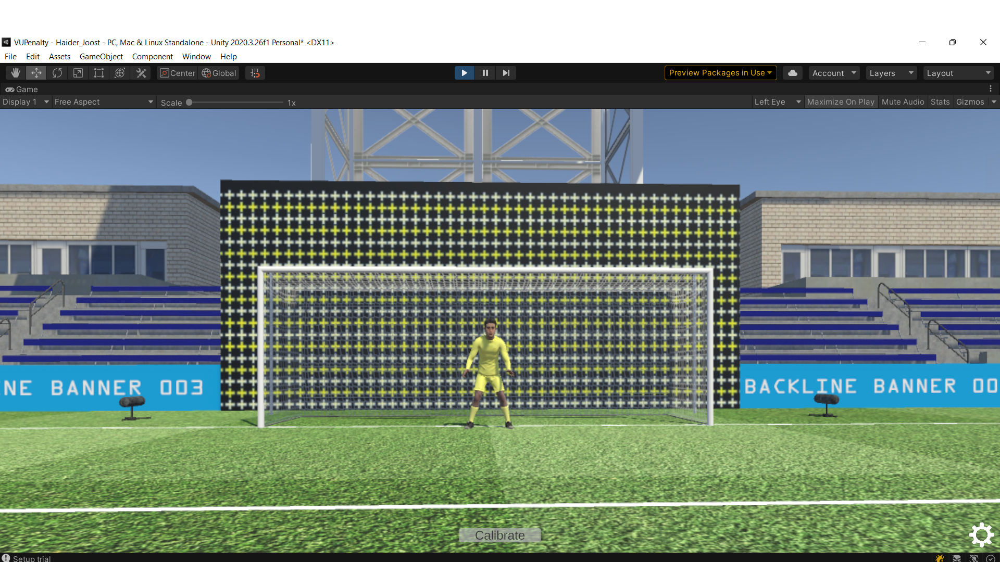 VUPenalty - Haider_Joost - PC, Mac & Linux Standalone - Unity 2020.3.26f1 Personal* <DX11>
File Edit Assets GameObject Component Window Help
Center Global Preview Packages in Use Account Layers Layout
Game
Display 1 Free Aspect Scale 1x Left Eye Maximize On Play Mute Audio Stats Gizmos
NE BANNER 003 BACKLINE BANNER 00
Calibrate
Setup trial